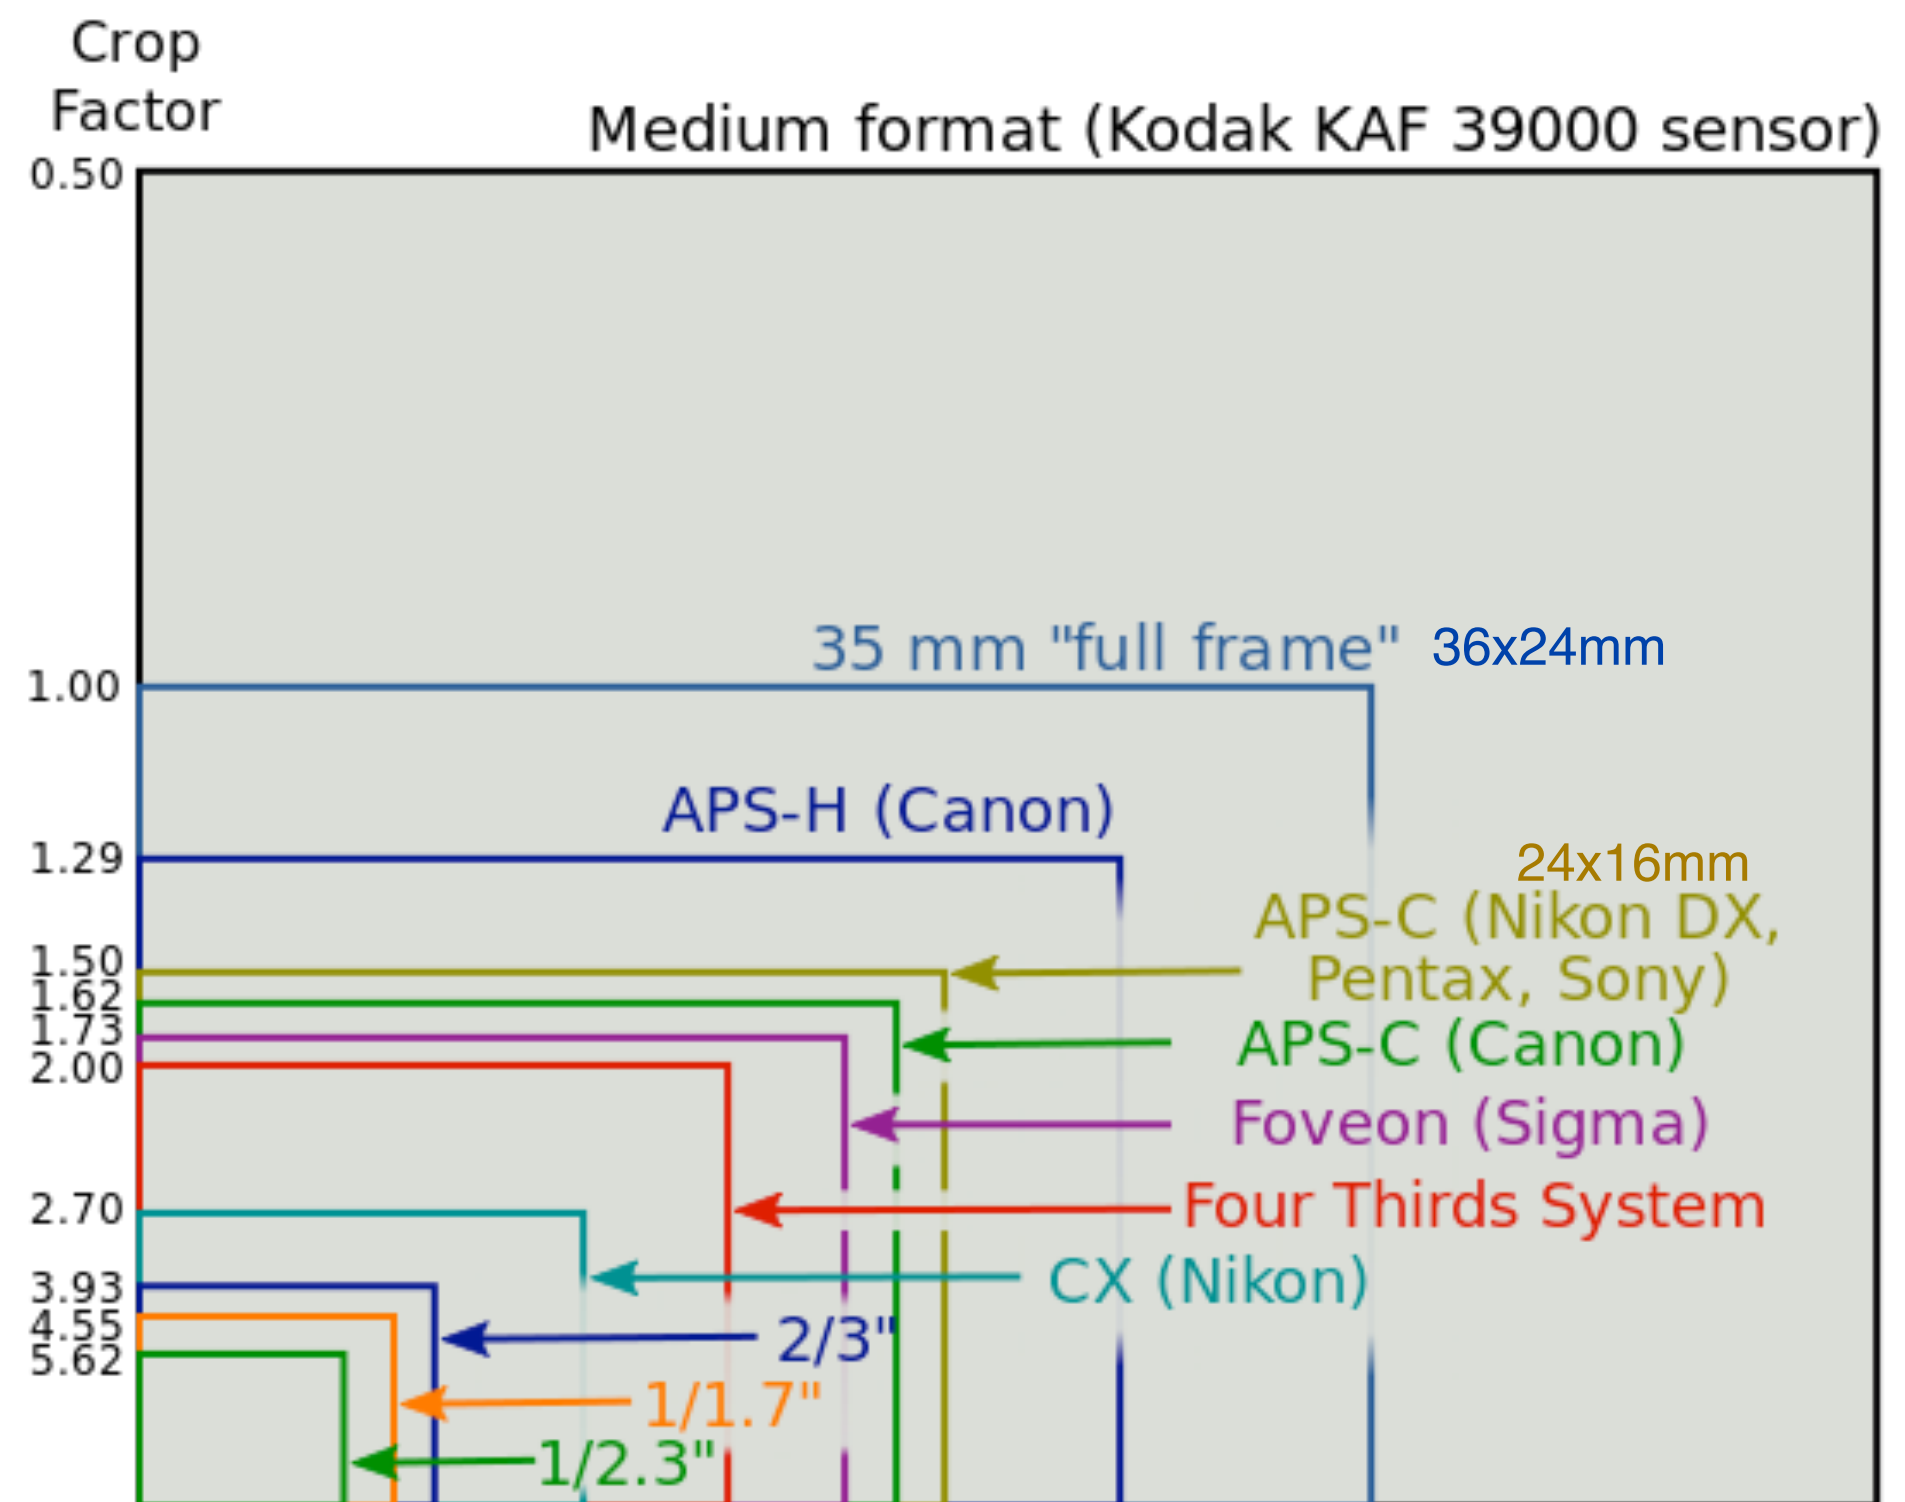 Crop
Factor
Medium format (Kodak KAF 39000 sensor)
0.50
35 mm "full frame" 36x24mm
1.00
APS-H (Canon)
1.29
24x16mm
APS-C (Nikon DX,
Pentax, Sony)
1.50
1.62
1.73
2.00
APS-C (Canon)
Foveon (Sigma)
Four Thirds System
2.70
CX (Nikon)
3.93
4.55
5.62
2/3"
1/1.7"
1/2.3"